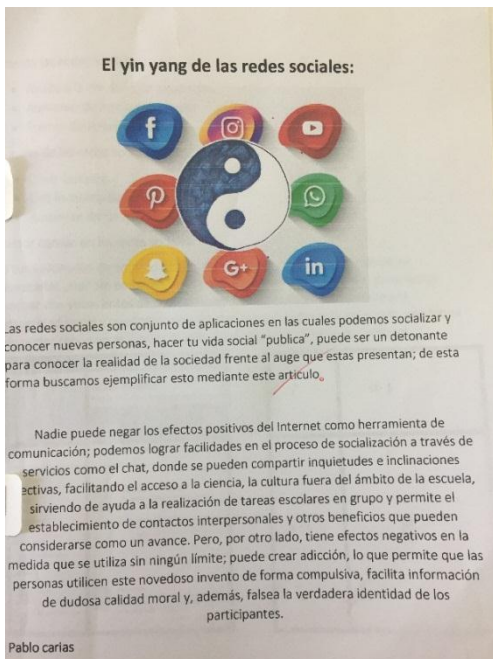 El yin yang de las redes sociales:
f
G+
in
Las redes sociales son conjunto de aplicaciones en las cuales podemos socializar y
conocer nuevas personas, hacer tu vida social "publica", puede ser un detonante
para conocer la realidad de la sociedad frente al auge que estas presentan; de esta
forma buscamos ejemplificar esto mediante este articulo.
Nadie puede negar los efectos positivos del Internet como herramienta de
comunicación; podemos lograr facilidades en el proceso de socialización a través de
servicios como el chat, donde se pueden compartir inquietudes e inclinaciones
ectivas, facilitando el acceso a la ciencia, la cultura fuera del ámbito de la escuela,
sirviendo de ayuda a la realización de tareas escolares en grupo y permite el
establecimiento de contactos interpersonales y otros beneficios que pueden
considerarse como un avance. Pero, por otro lado, tiene efectos negativos en la
medida que se utiliza sin ningún límite; puede crear adicción, lo que permite que las
personas utilicen este novedoso invento de forma compulsiva, facilita información
de dudosa calidad moral y, además, falsea la verdadera identidad de los
participantes.
Pablo carias